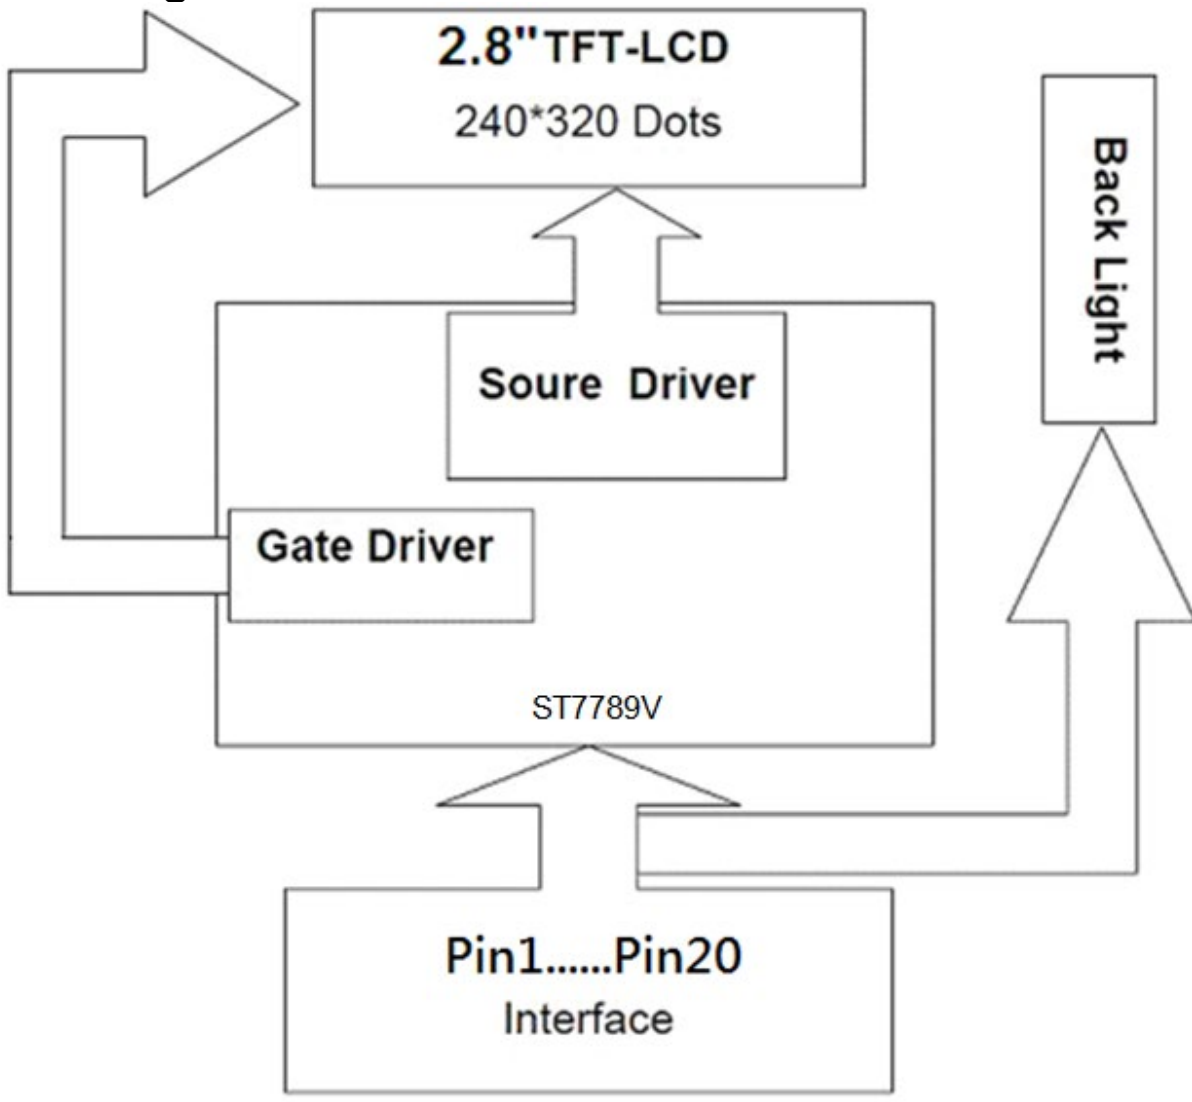 2.8" TFT-LCD
240*320 Dots
Back Light
Soure Driver
Gate Driver
ST7789V
Pin1......Pin20
Interface